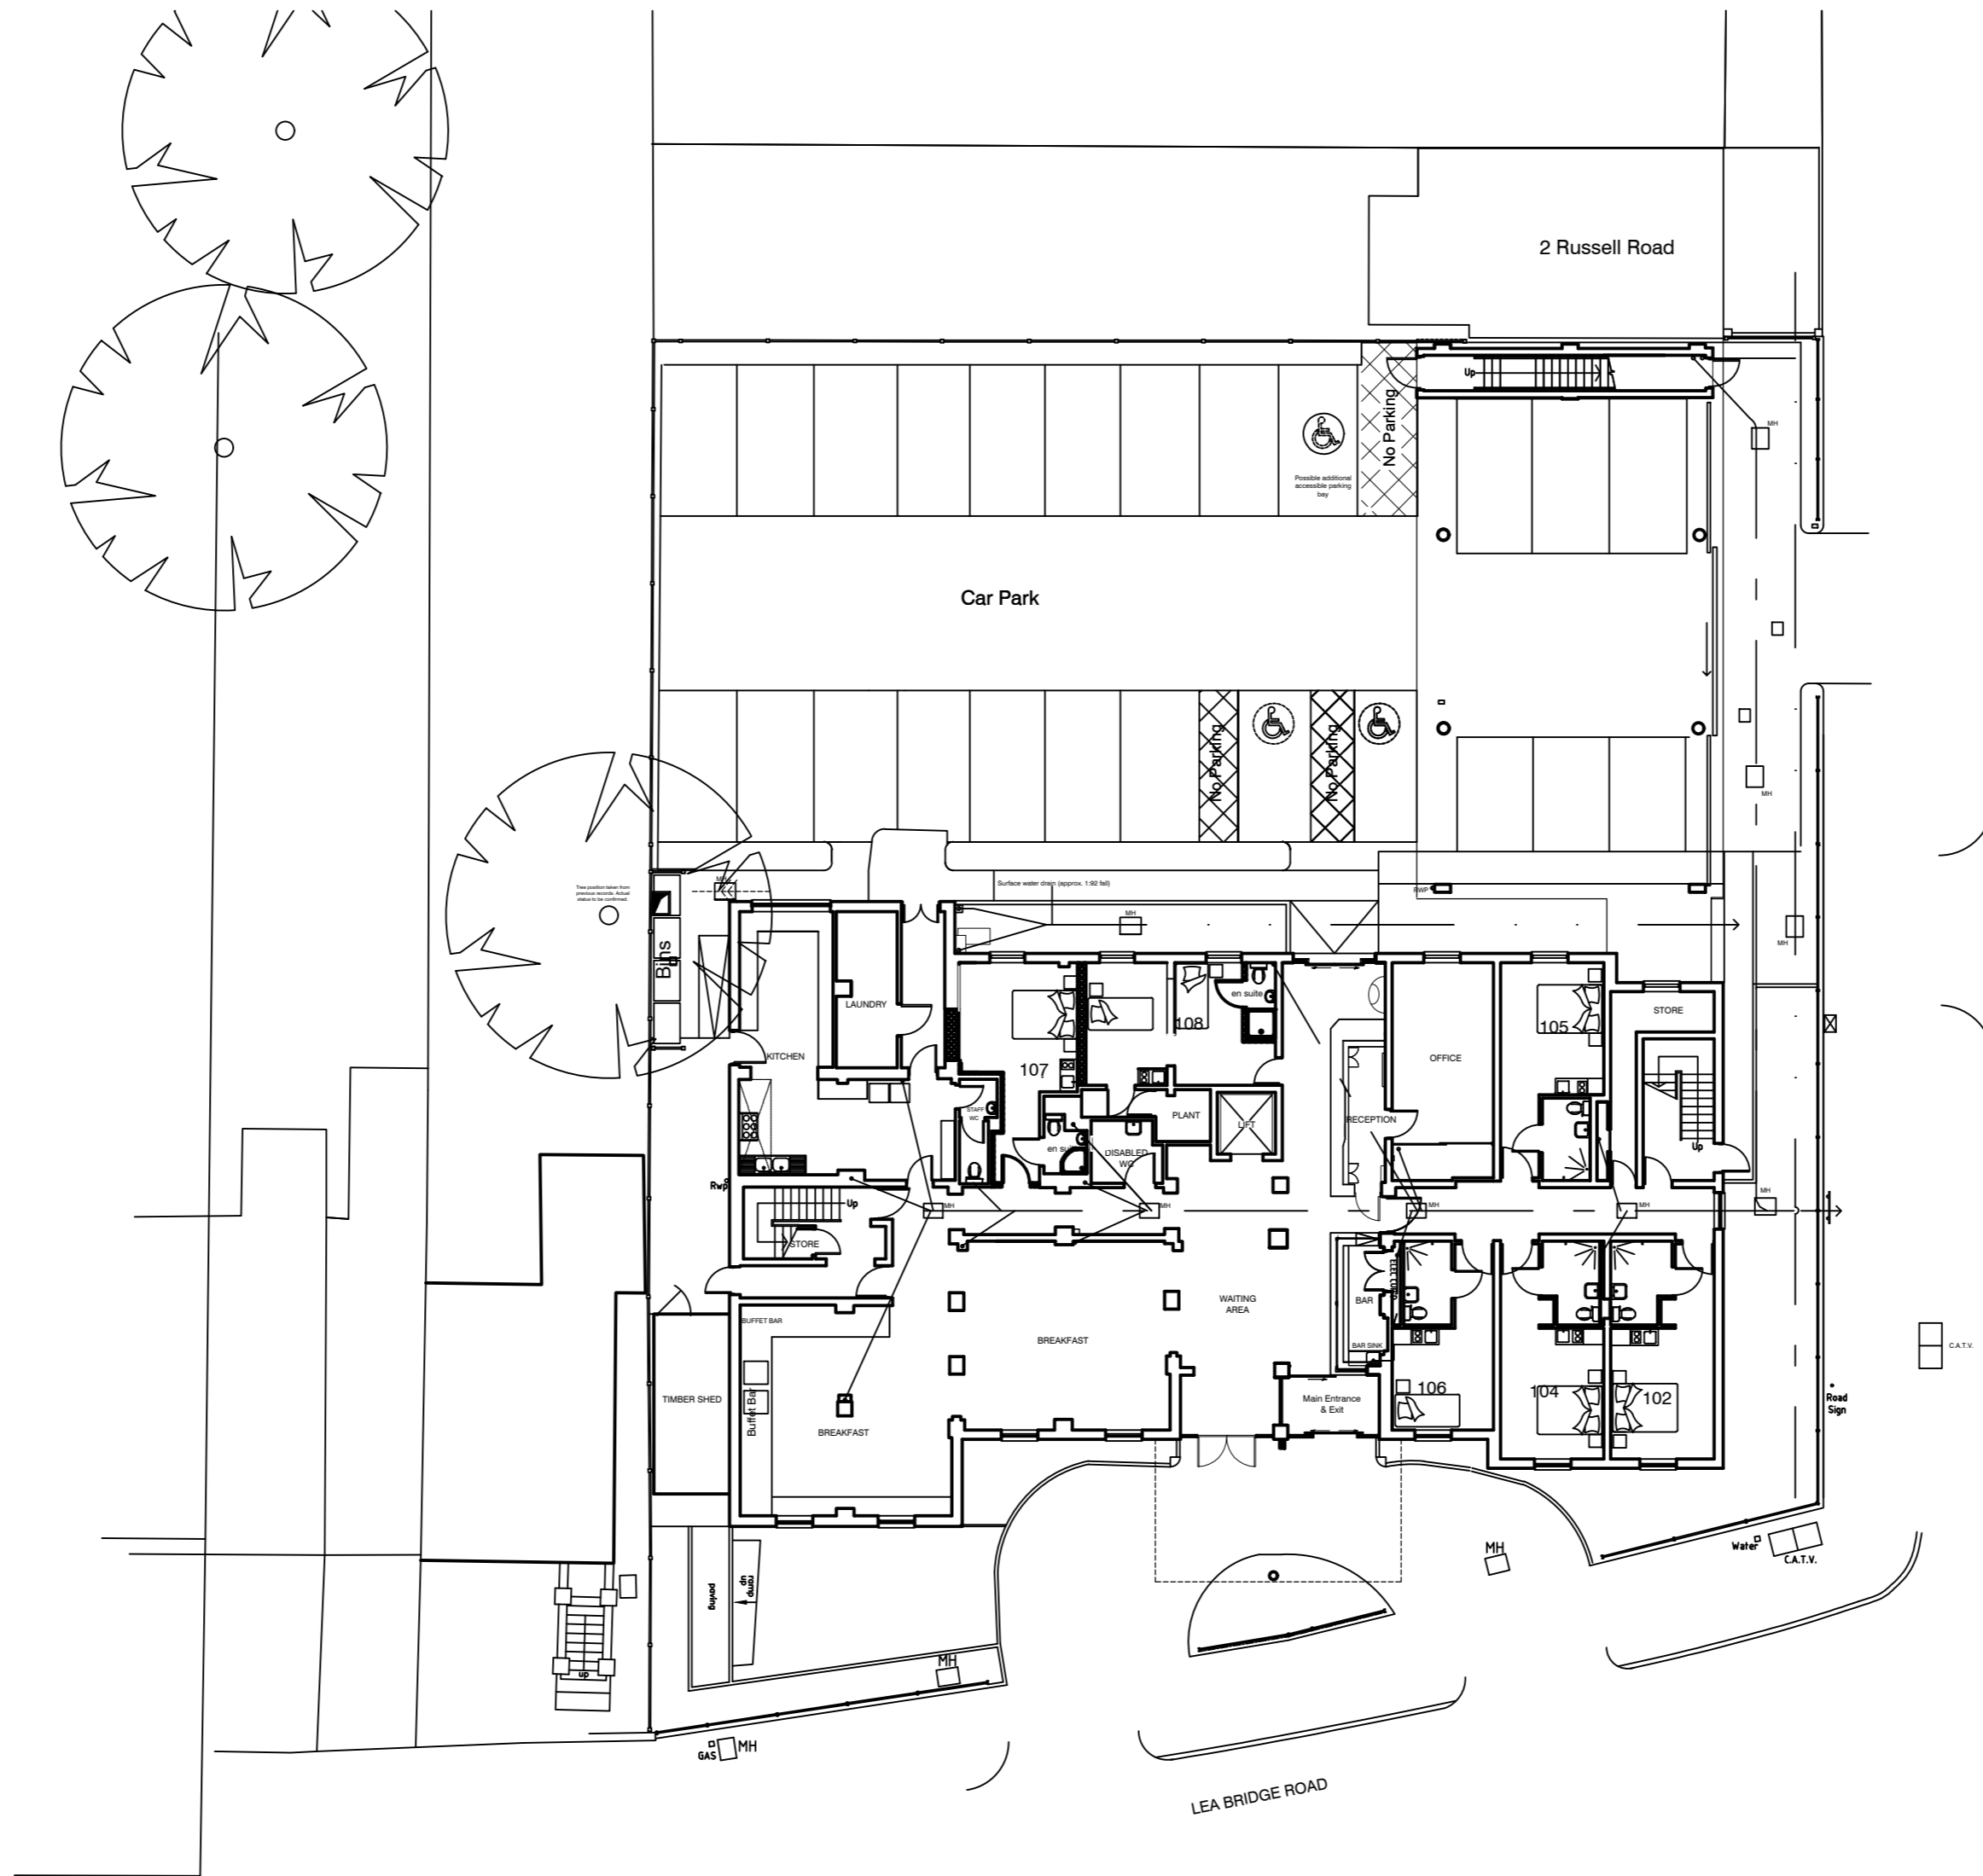 2 Russell Road
Up
No Parking
MH
Possible additional
accessible parking
bay
Car Park
No Parking
No Parking
MH
Tree position taken from
previous records. Actual
status to be confirmed.
MH
Surface water drain (approx. 1:92 fall)
RWP
MH
MH
Bins
LAUNDRY
en suite
108
105
STORE
KITCHEN
OFFICE
107
STAFF
WC
PLANT
LIFT
RECEPTION
en suite
DISABLED
WC
Up
Rwp
Up
MH
MH
MH
MH
MH
STORE
ELEC CUPD
WAITING
AREA
BAR
BUFFET BAR
BREAKFAST
BAR SINK
C.A.T.V.
TIMBER SHED
Buffet Bar
BREAKFAST
Main Entrance
& Exit
106
104
102
Road
Sign
Water
C.A.T.V.
MH
paving
ramp
up
up
MH
GAS
MH
LEA BRIDGE ROAD